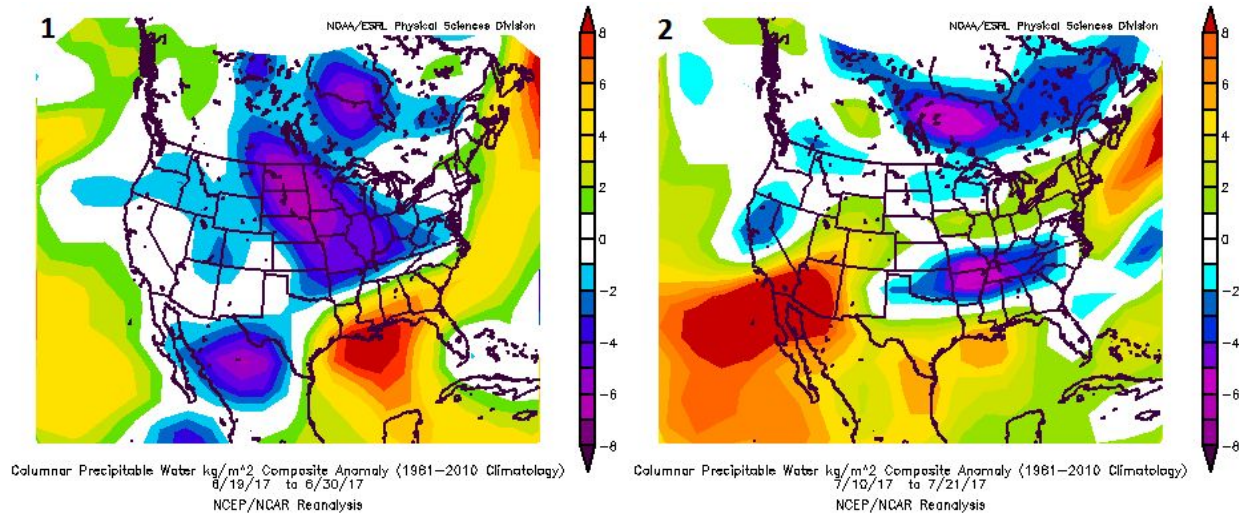 1
NOAA/ESRL Physical Sciences Division
8
6
4
2
0
−2
−4
−6
−8
Columnar Precipitable Water kg/m^2 Composite Anomaly (1981−2010 Climatology)
6/19/17 to 6/30/17
NCEP/NCAR Reanalysis
2
NOAA/ESRL Physical Sciences Division
8
6
4
2
0
−2
−4
−6
−8
Columnar Precipitable Water kg/m^2 Composite Anomaly (1981−2010 Climatology)
7/10/17 to 7/21/17
NCEP/NCAR Reanalysis